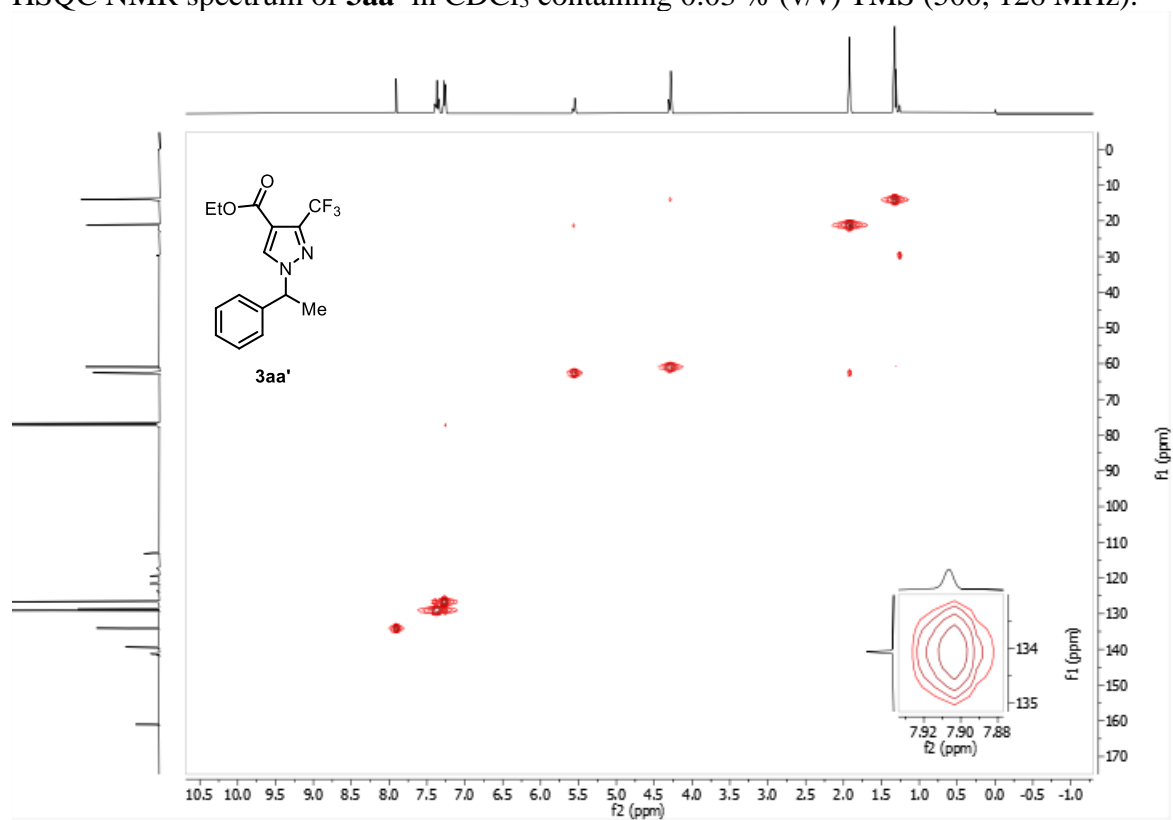 HSQC NMR spectrum of 3aa' in CDCl3 containing 0.03 % (v/v) TMS (500, 126 MHz).
O
EtO
CF3
N
N
Me
3aa'
0
10
20
30
40
50
60
70
80
90
100
110
120
130
140
150
160
170
f1 (ppm)
134
135
f1 (ppm)
7.92 7.90 7.88
f2 (ppm)
10.5 10.0 9.5 9.0 8.5 8.0 7.5 7.0 6.5 6.0 5.5 5.0 4.5 4.0 3.5 3.0 2.5 2.0 1.5 1.0 0.5 0.0 -0.5 -1.0
f2 (ppm)